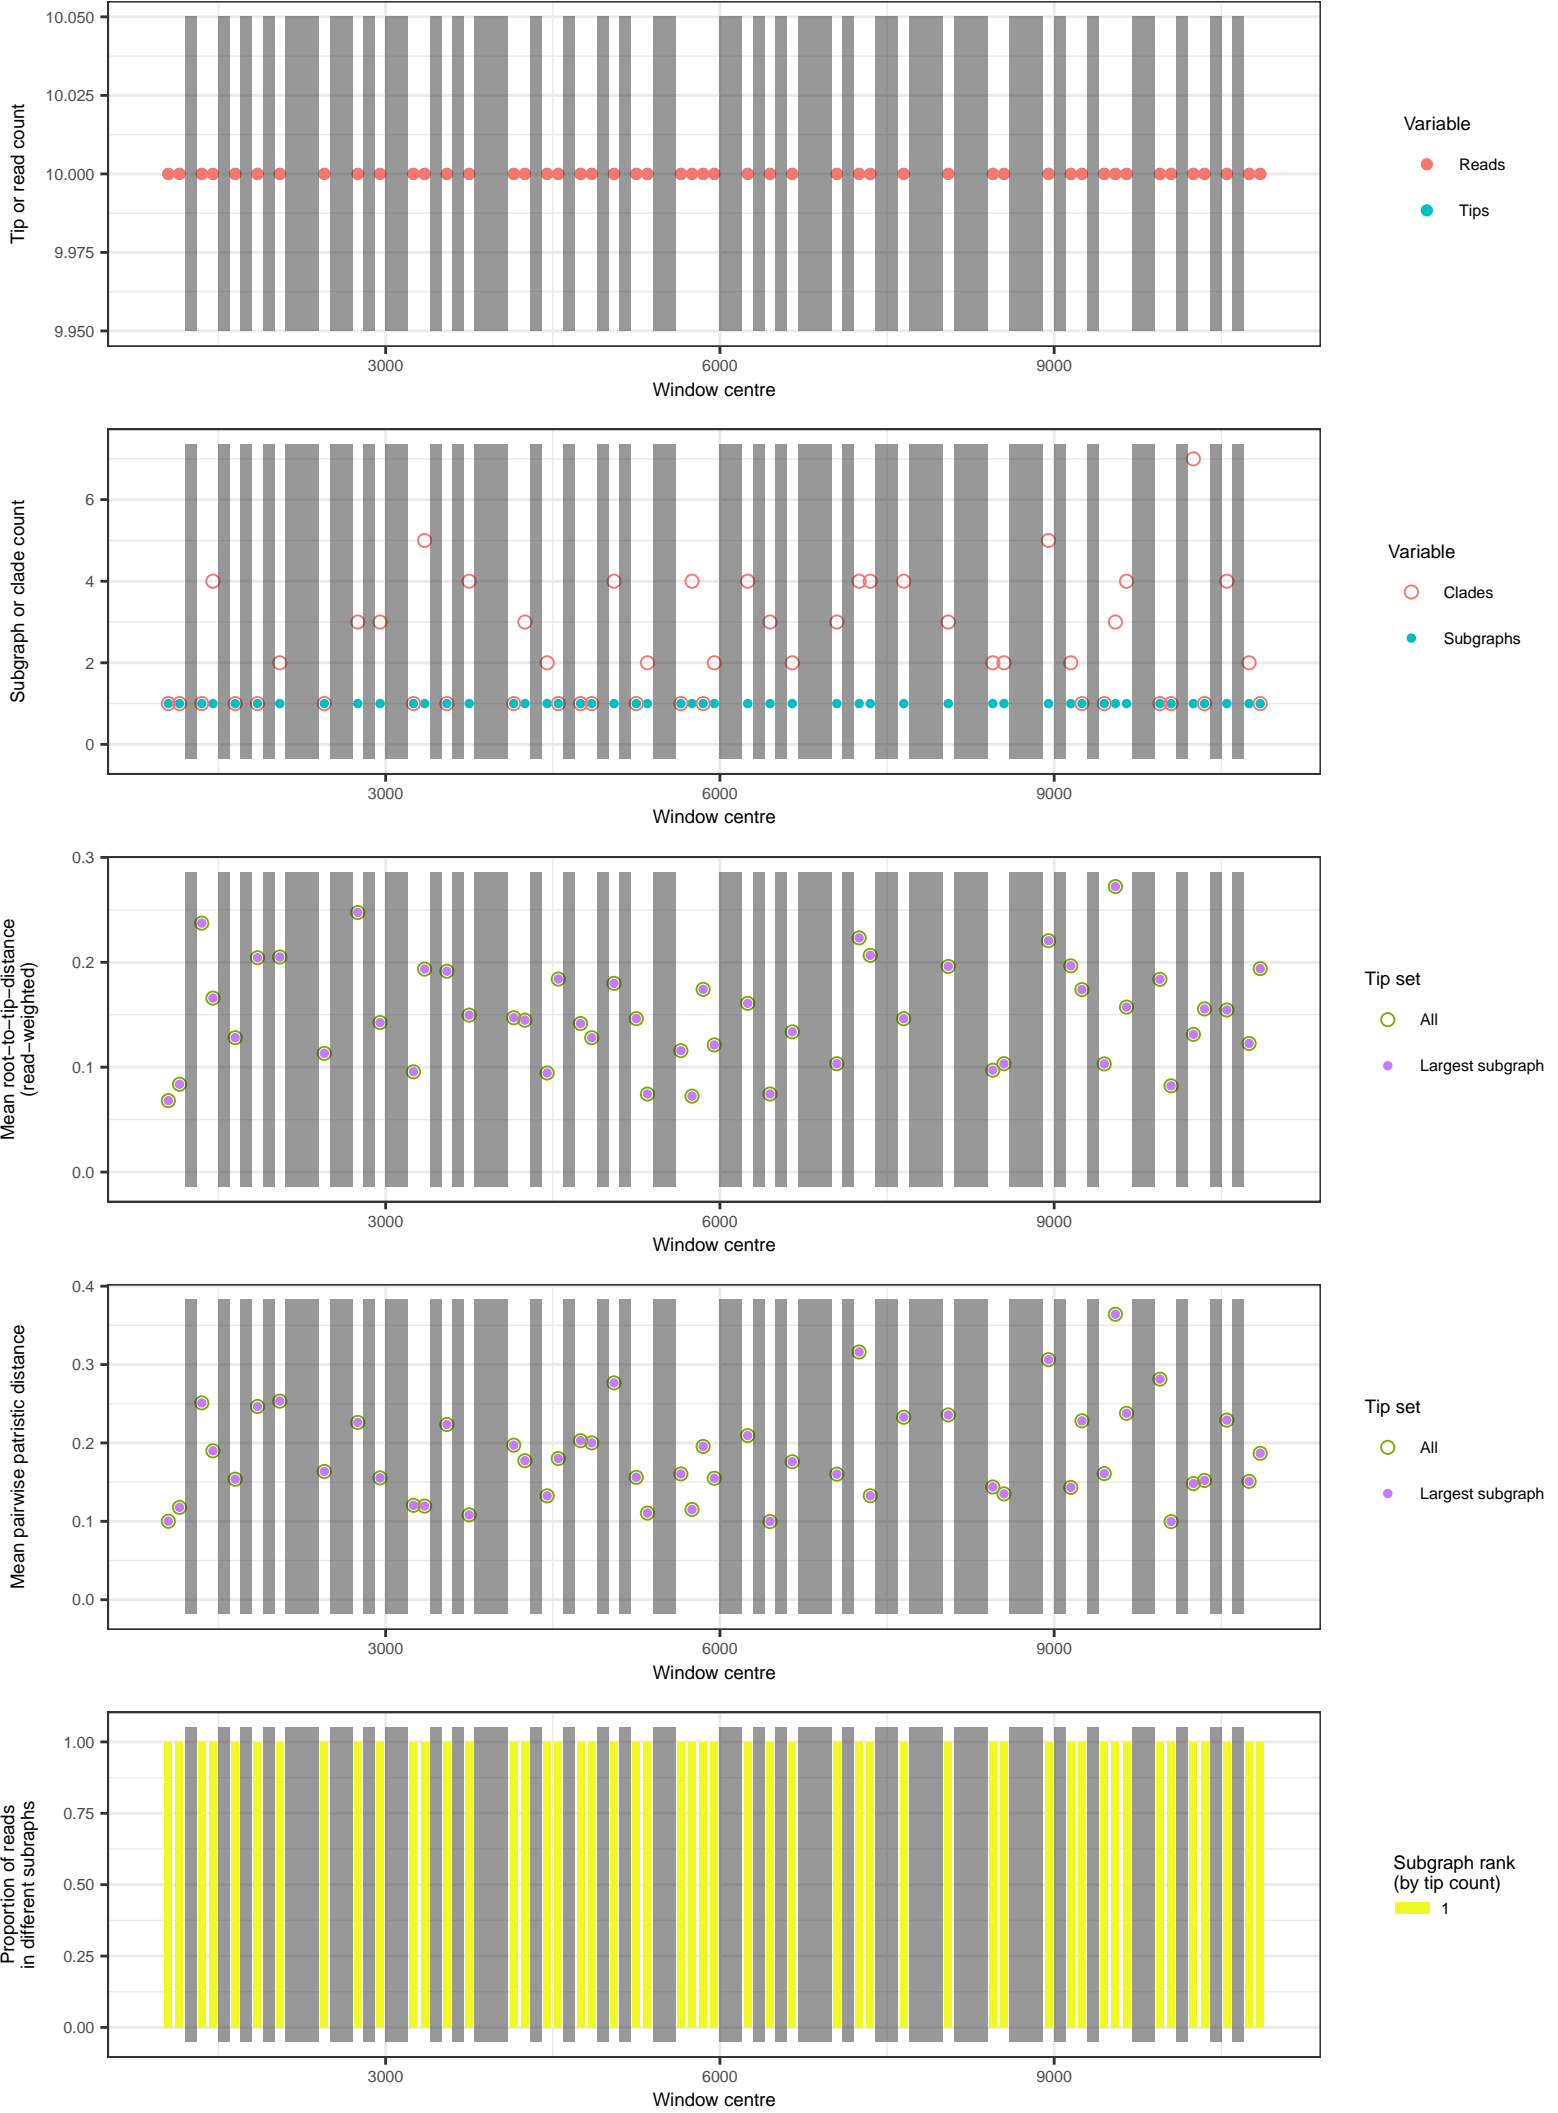 10.050
10.025
10.000
9.975
9.950
Tip or read count
3000
6000
9000
Window centre
Variable
Reads
Tips
6
4
2
0
Subgraph or clade count
3000
6000
9000
Window centre
Variable
Clades
Subgraphs
0.3
0.2
0.1
0.0
Mean root−to−tip−distance
(read−weighted)
3000
6000
9000
Window centre
Tip set
All
Largest subgraph
0.4
0.3
0.2
0.1
0.0
Mean pairwise patristic distance
3000
6000
9000
Window centre
Tip set
All
Largest subgraph
1.00
0.75
0.50
0.25
0.00
Proportion of reads
in different subraphs
3000
6000
9000
Window centre
Subgraph rank
(by tip count)
1